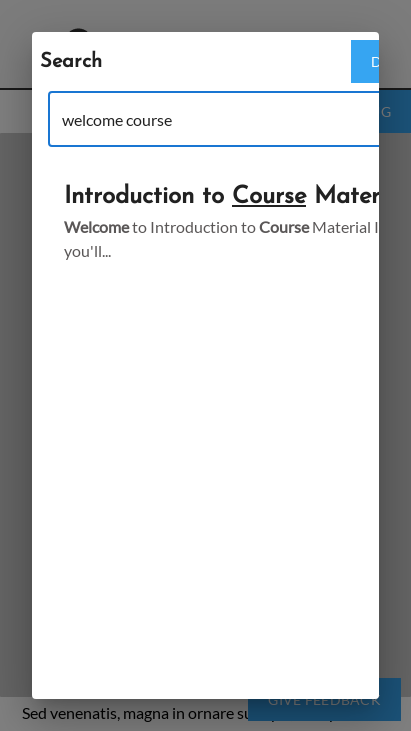 Search
D
G
welcome course
Introduction to Course Mater
Welcome to Introduction to Course Material I
you'll...
GIVE FEEDBACK
Sed venenatis, magna in ornare su